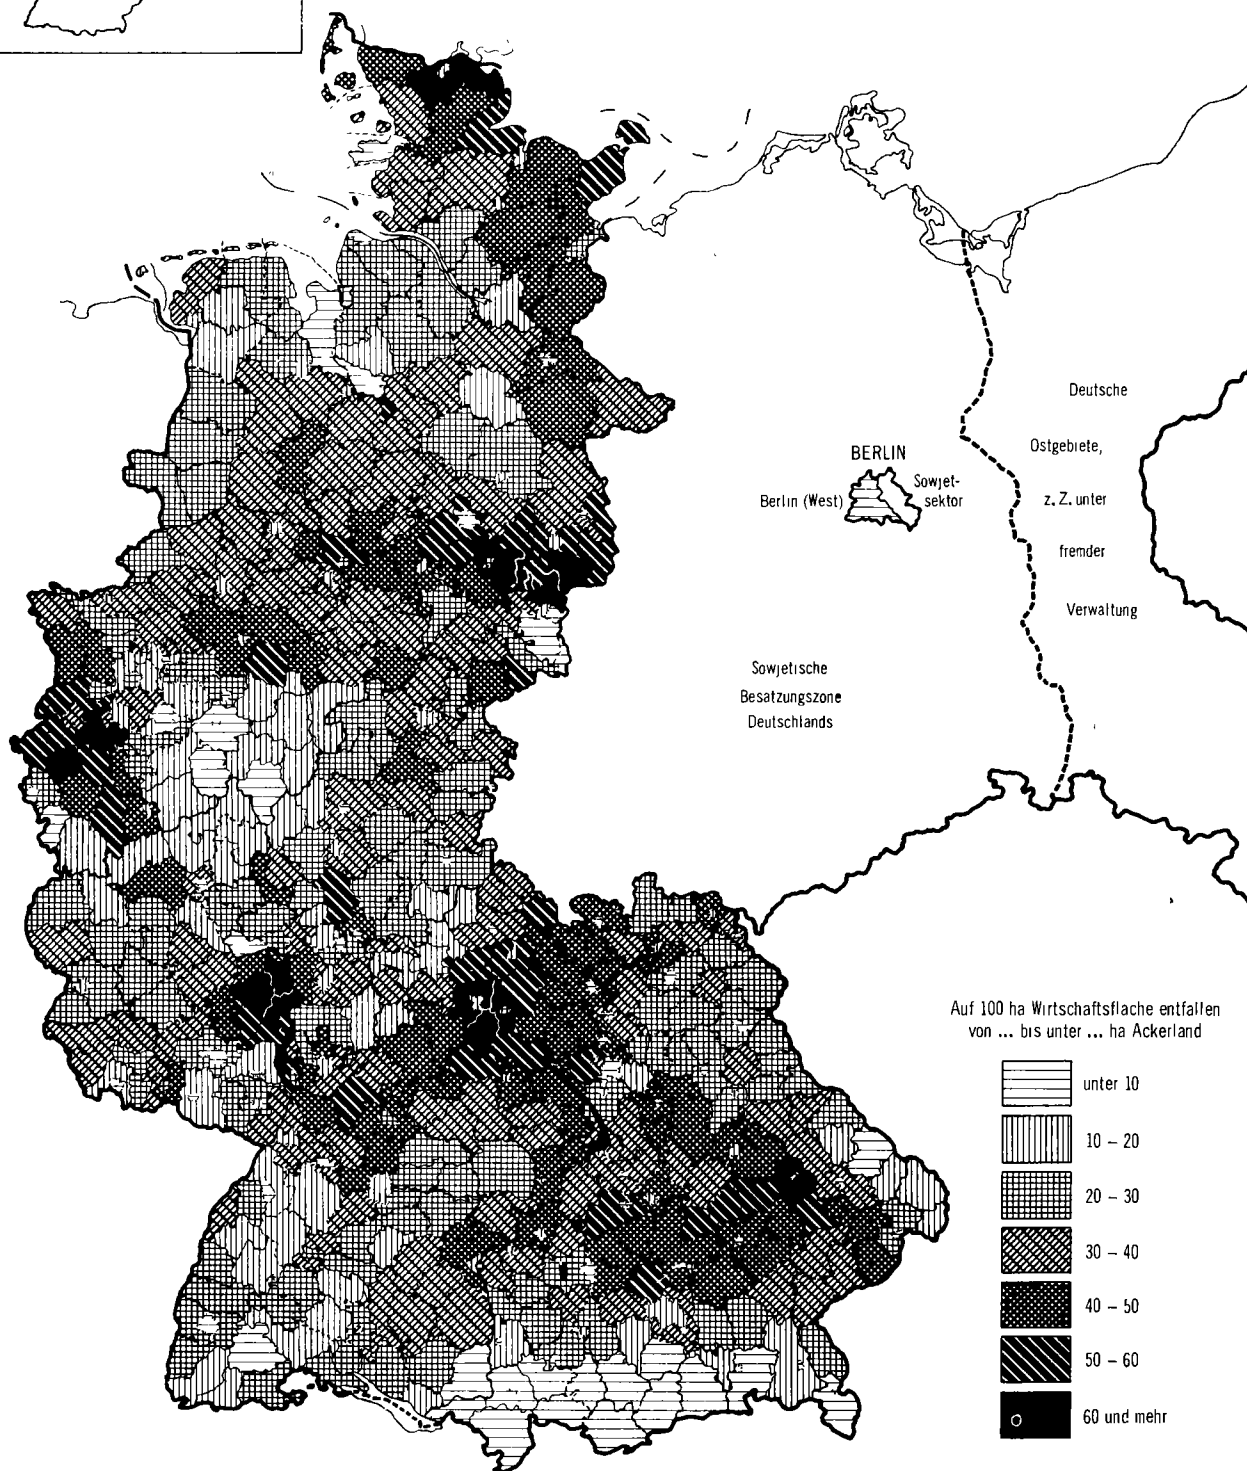 Deutsche
Ostgebiete,
z. Z. unter
fremder
Verwaltung
BERLIN
Sowjet-
sektor
Berlin (West)
Sowjetische
Besatzungszone
Deutschlands
Auf 100 ha Wirtschaftsflache entfallen
von ... bis unter ... ha Ackerland
unter 10
10 – 20
20 – 30
30 – 40
40 – 50
50 – 60
60 und mehr